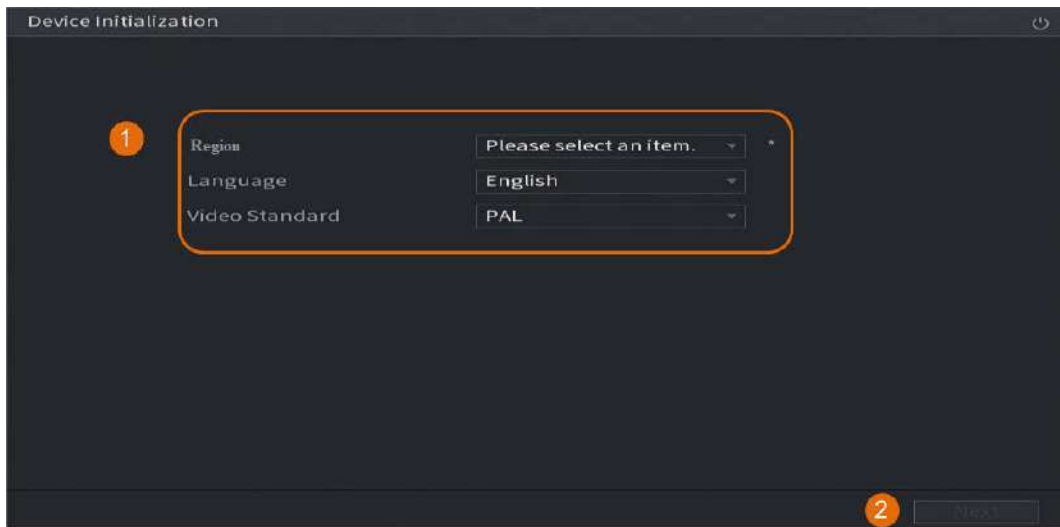 Device Initialization
1
Region Please select an item. *
Language English
Video Standard PAL
2 Next